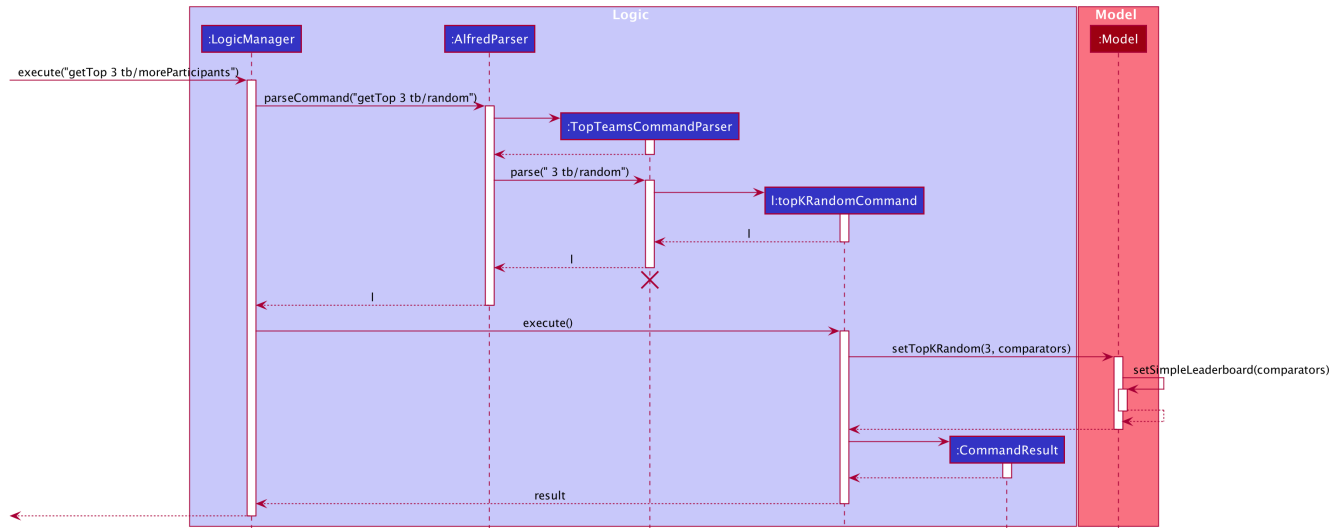 Logic
Model
:LogicManager
:AlfredParser
:Model
execute("getTop 3 tb/moreParticipants")
parseCommand("getTop 3 tb/random")
:TopTeamsCommandParser
parse(" 3 tb/random")
l:topKRandomCommand
l
l
l
execute()
setTopKRandom(3, comparators)
setSimpleLeaderboard(comparators)
:CommandResult
result